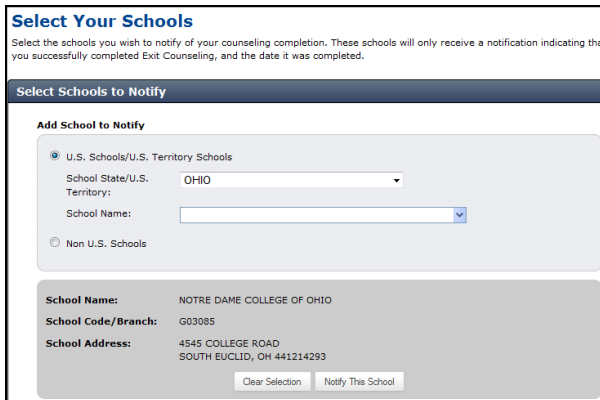 Select Your Schools
Select the schools you wish to notify of your counseling completion. These schools will only receive a notification indicating
you successfully completed Exit Counseling, and the date it was completed.
Select Schools to Notify
Add School to Notify
U.S. Schools/U.S. Territory Schools
School State/U.S. OHIO
Territory:
School Name:
Non U.S. Schools
School Name: NOTRE DAME COLLEGE OF OHIO
School Code/Branch: G03085
School Address: 4545 COLLEGE ROAD
SOUTH EUCLID, OH 441214293
Clear Selection Notify This School